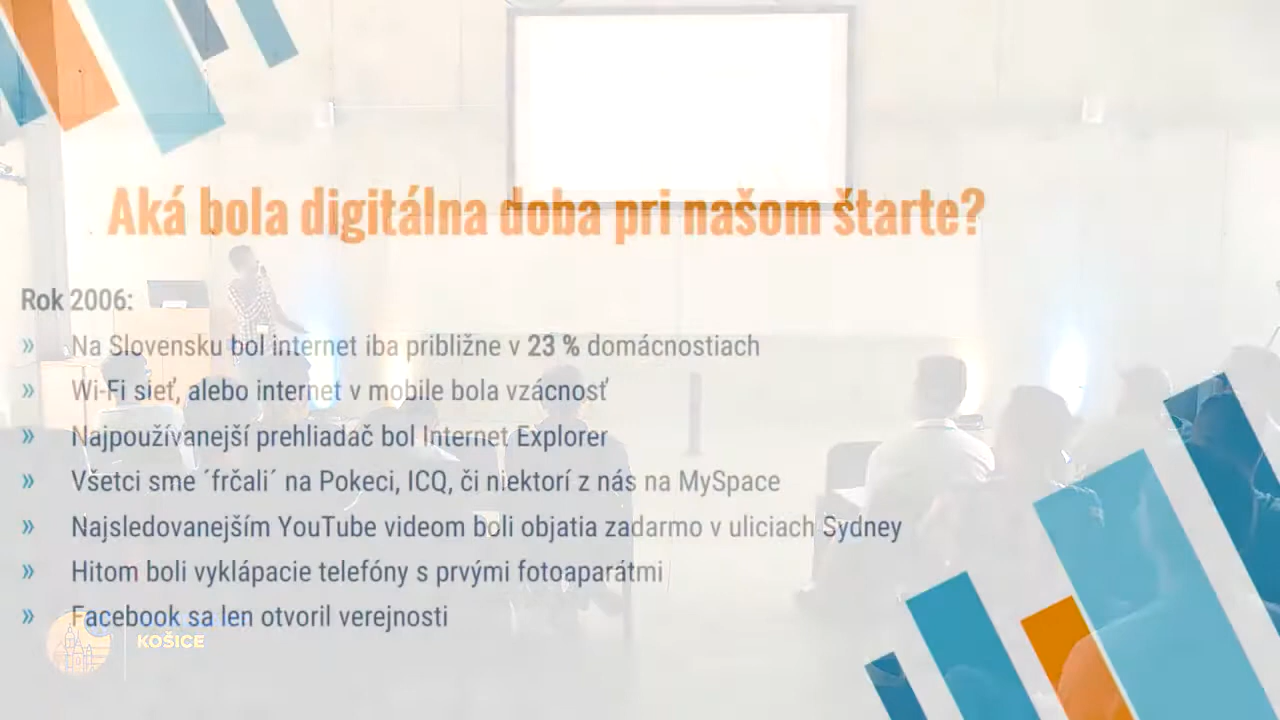 Aká bola digitálna doba pri našom štarte?
Rok 2006:
» Na Slovensku bol internet iba približne v 23 % domácnostiach
» Wi-Fi sieť, alebo internet v mobile bola vzácnosť
» Najpoužívanejší prehliadač bol Internet Explorer
» Všetci sme ´frčali´ na Pokeci, ICQ, či niektorí z nás na MySpace
» Najsledovanejším YouTube videom boli objatia zadarmo v uliciach Sydney
» Hitom boli vyklápacie telefóny s prvými fotoaparátmi
» Facebook sa len otvoril verejnosti
KOŠICE